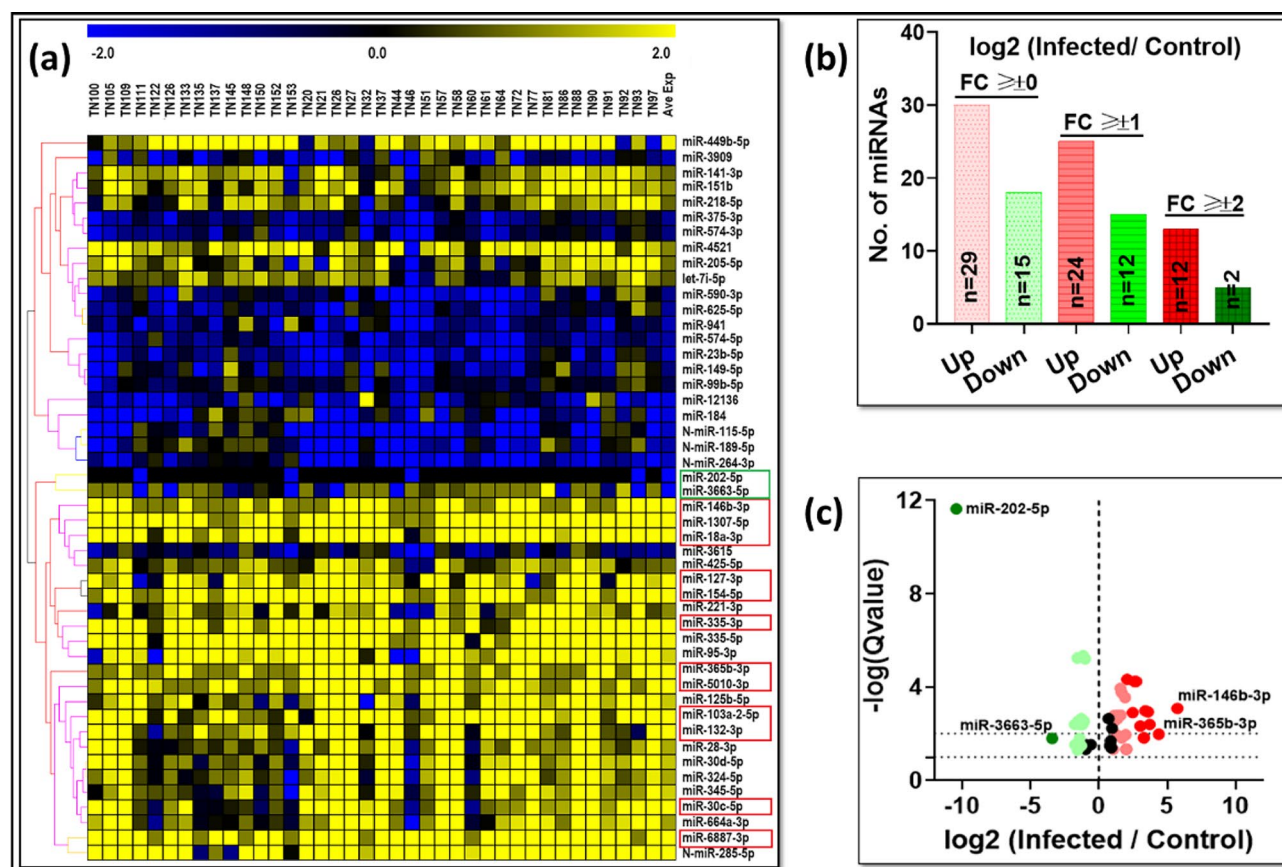 (a)
-2.0 0.0 2.0
TN100
TN105
TN109
TN111
TN122
TN126
TN133
TN135
TN137
TN145
TN148
TN150
TN152
TN153
TN20
TN21
TN26
TN27
TN32
TN37
TN44
TN46
TN51
TN57
TN58
TN60
TN61
TN64
TN72
TN77
TN81
TN86
TN88
TN90
TN91
TN92
TN93
TN97
Ave Exp
miR-449b-5p
miR-3909
miR-141-3p
miR-151b
miR-218-5p
miR-375-3p
miR-574-3p
miR-4521
miR-205-5p
let-7i-5p
miR-590-3p
miR-625-5p
miR-941
miR-574-5p
miR-23b-5p
miR-149-5p
miR-99b-5p
miR-12136
miR-184
N-miR-115-5p
N-miR-189-5p
N-miR-264-3p
miR-202-5p
miR-3663-5p
miR-146b-3p
miR-1307-5p
miR-18a-3p
miR-3615
miR-425-5p
miR-127-3p
miR-154-5p
miR-221-3p
miR-335-3p
miR-335-5p
miR-95-3p
miR-365b-3p
miR-5010-3p
miR-125b-5p
miR-103a-2-5p
miR-132-3p
miR-28-3p
miR-30d-5p
miR-324-5p
miR-345-5p
miR-30c-5p
miR-664a-3p
miR-6887-3p
N-miR-285-5p
(b)
log2 (Infected/ Control)
FC ≥±0
FC ≥±1
FC ≥±2
No. of miRNAs
40
30
20
10
0
n=29
n=15
n=24
n=12
n=12
n=2
Up
Down
Up
Down
Up
Down
(c)
-log(Qvalue)
12
8
4
0
miR-202-5p
miR-146b-3p
miR-3663-5p
miR-365b-3p
-10 -5 0 5 10
log2 (Infected / Control)